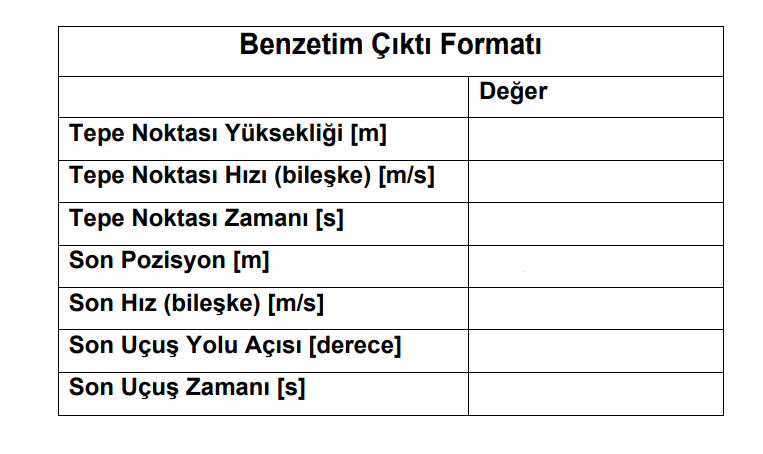 Benzetim Çıktı Formatı
Değer
Tepe Noktası Yüksekliği [m]
Tepe Noktası Hızı (bileşke) [m/s]
Tepe Noktası Zamanı [s]
Son Pozisyon [m]
Son Hız (bileşke) [m/s]
Son Uçuş Yolu Açısı [derece]
Son Uçuş Zamanı [s]